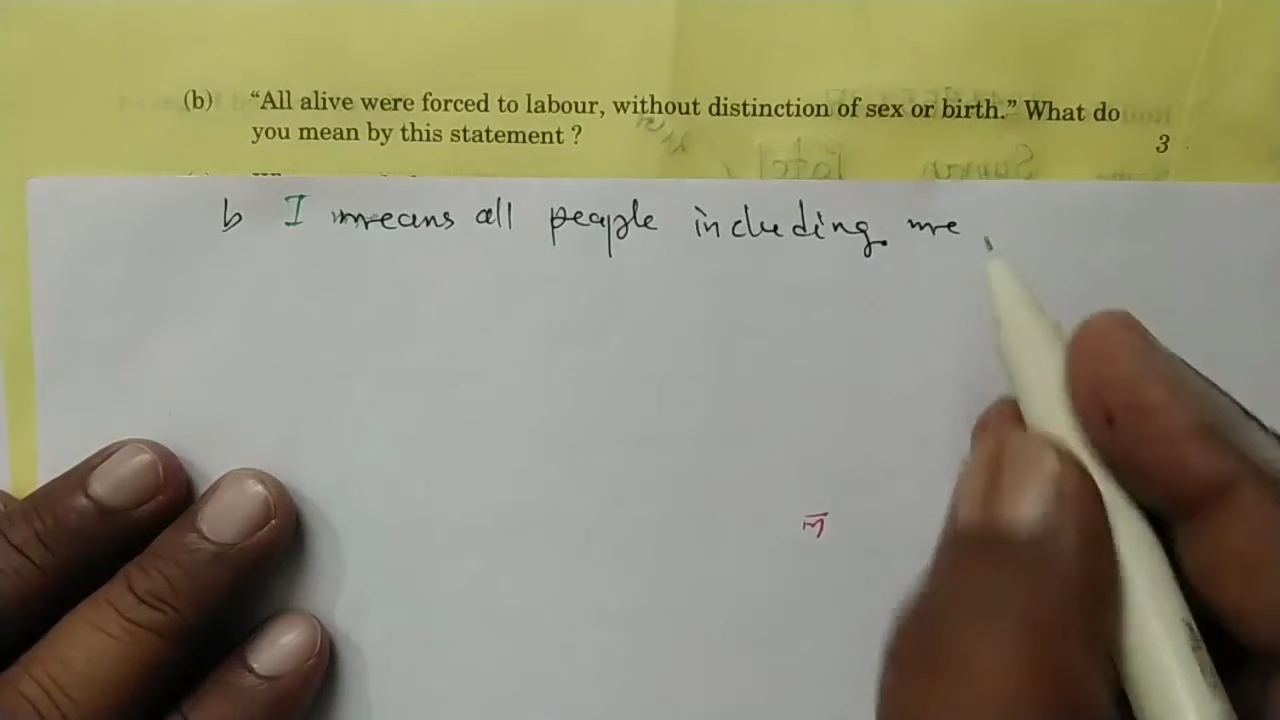 (b) “All alive were forced to labour, without distinction of sex or birth.” What do
you mean by this statement ?
3
b I means all people including me